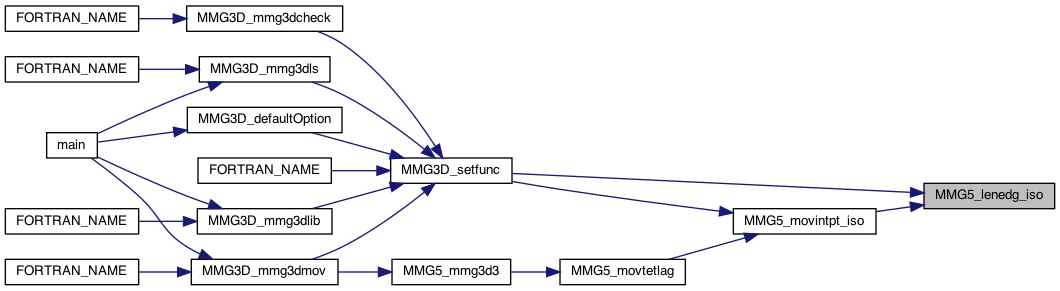 FORTRAN_NAME
MMG3D_mmg3dcheck
FORTRAN_NAME
MMG3D_mmg3dls
MMG3D_defaultOption
main
FORTRAN_NAME
MMG3D_setfunc
MMG5_lenedg_iso
FORTRAN_NAME
MMG3D_mmg3dlib
MMG5_movintpt_iso
FORTRAN_NAME
MMG3D_mmg3dmov
MMG5_mmg3d3
MMG5_movtetlag